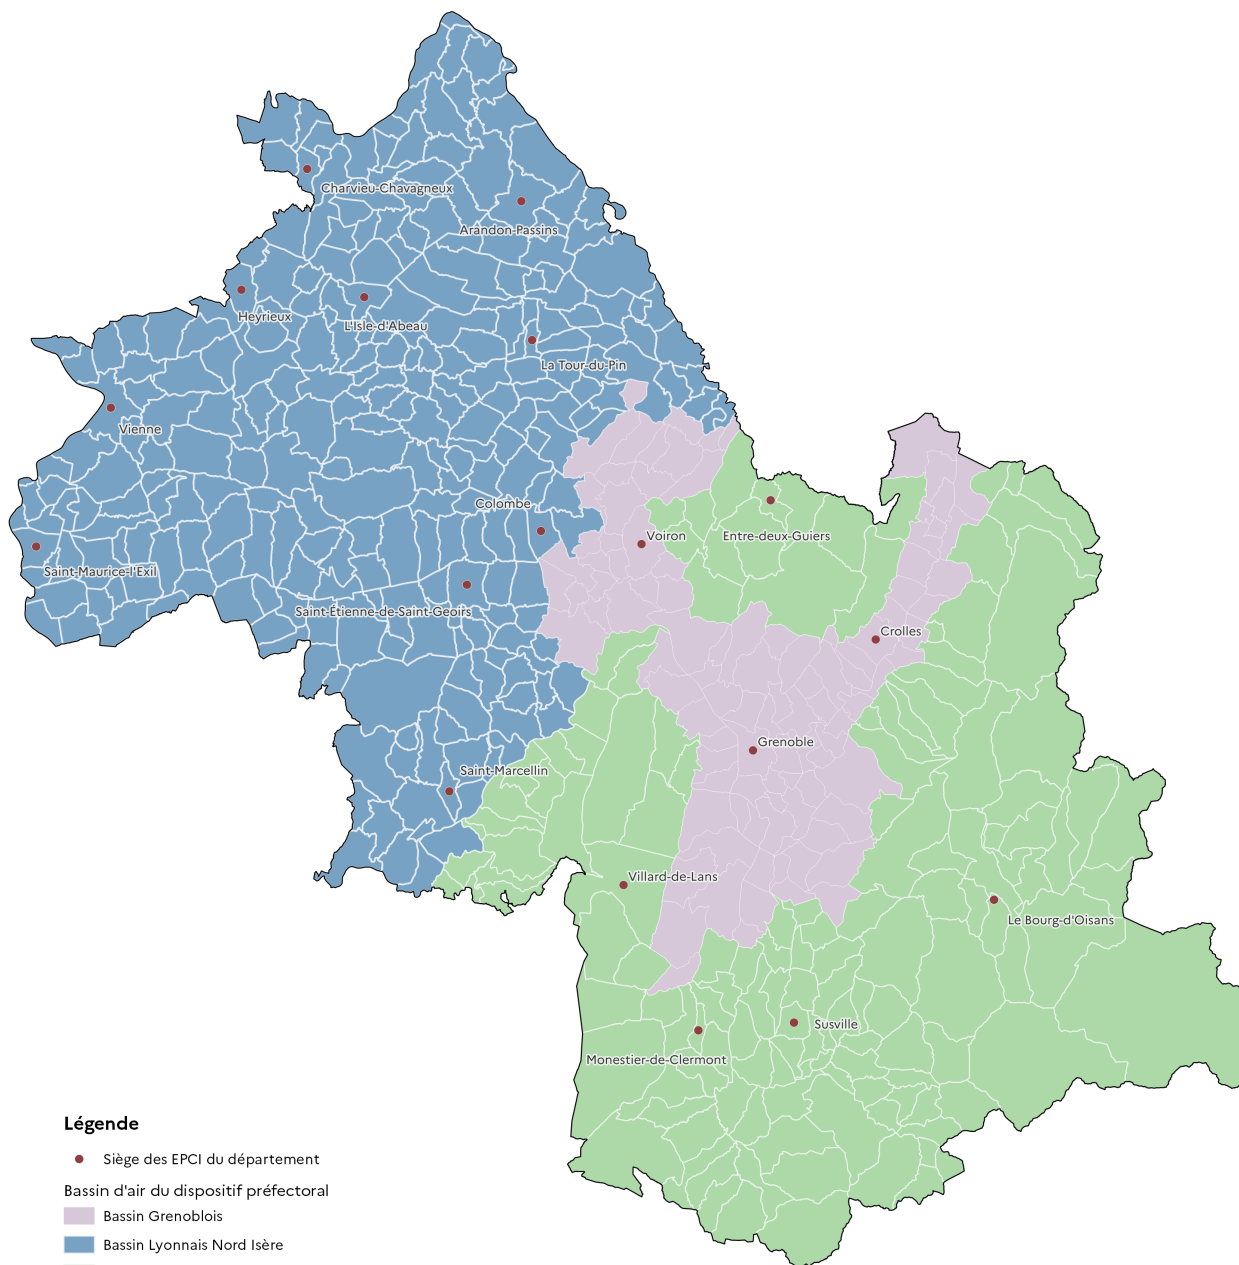 Charvieu-Chavagneux
Arandon-Passins
Heyrieux
L'Isle-d'Abeau
La Tour-du-Pin
Vienne
Colombe
Entre-deux-Guiers
Voiron
Saint-Maurice-l'Exil
Saint-Étienne-de-Saint-Geoirs
Crolles
Grenoble
Saint-Marcellin
Villard-de-Lans
Le Bourg-d'Oisans
Susville
Monestier-de-Clermont
Légende
Siège des EPCI du département
Bassin d'air du dispositif préfectoral
Bassin Grenoblois
Bassin Lyonnais Nord Isère